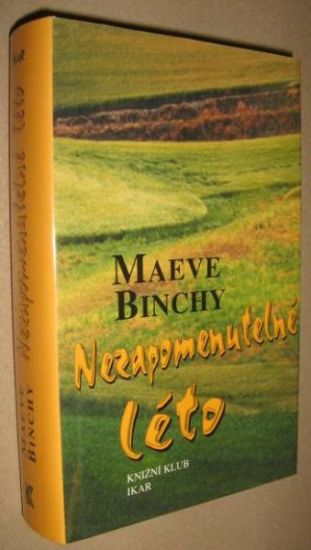 MAEVE
BINCHY
Nezapomenutelné
léto
KNIŽNÍ KLUB
IKAR
MAEVE
BINCHY
Nezapomenutelné léto